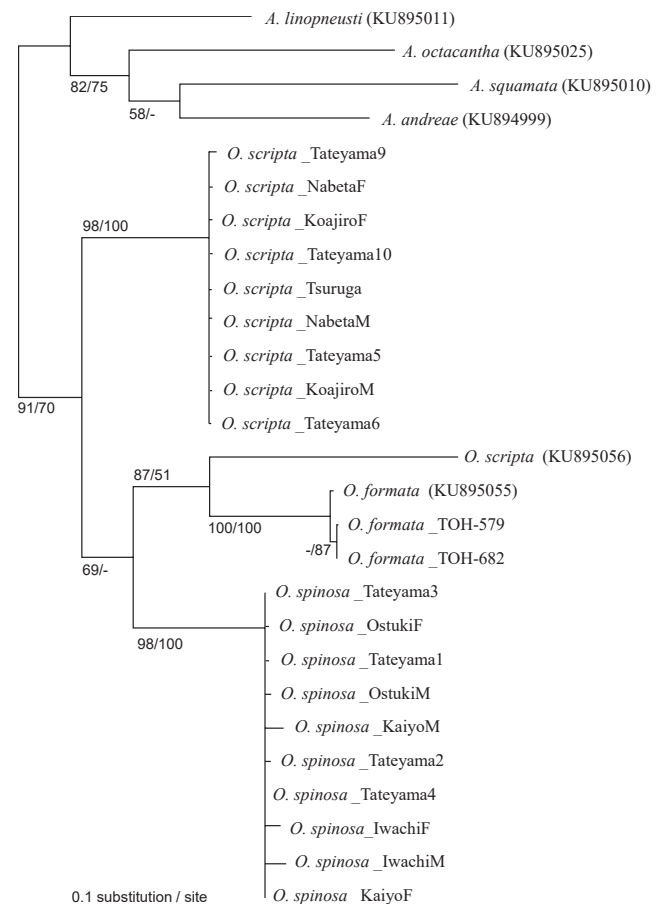 A. linopneusti (KU895011)
A. octacantha (KU895025)
82/75
A. squamata (KU895010)
58/-
A. andreae (KU894999)
O. scripta _Tateyama9
O. scripta _NabetaF
O. scripta _KoajiroF
98/100
O. scripta _Tateyama10
O. scripta _Tsuruga
O. scripta _NabetaM
O. scripta _Tateyama5
O. scripta _KoajiroM
91/70
O. scripta _Tateyama6
O. scripta (KU895056)
87/51
O. formata (KU895055)
100/100
O. formata _TOH-579
-/87
O. formata _TOH-682
69/-
O. spinosa _Tateyama3
O. spinosa _OstukiF
98/100
O. spinosa _Tateyama1
O. spinosa _OstukiM
O. spinosa _KaiyoM
O. spinosa _Tateyama2
O. spinosa _Tateyama4
O. spinosa_IwachiF
O. spinosa _IwachiM
0.1 substitution / site
O. spinosa KaiyoF